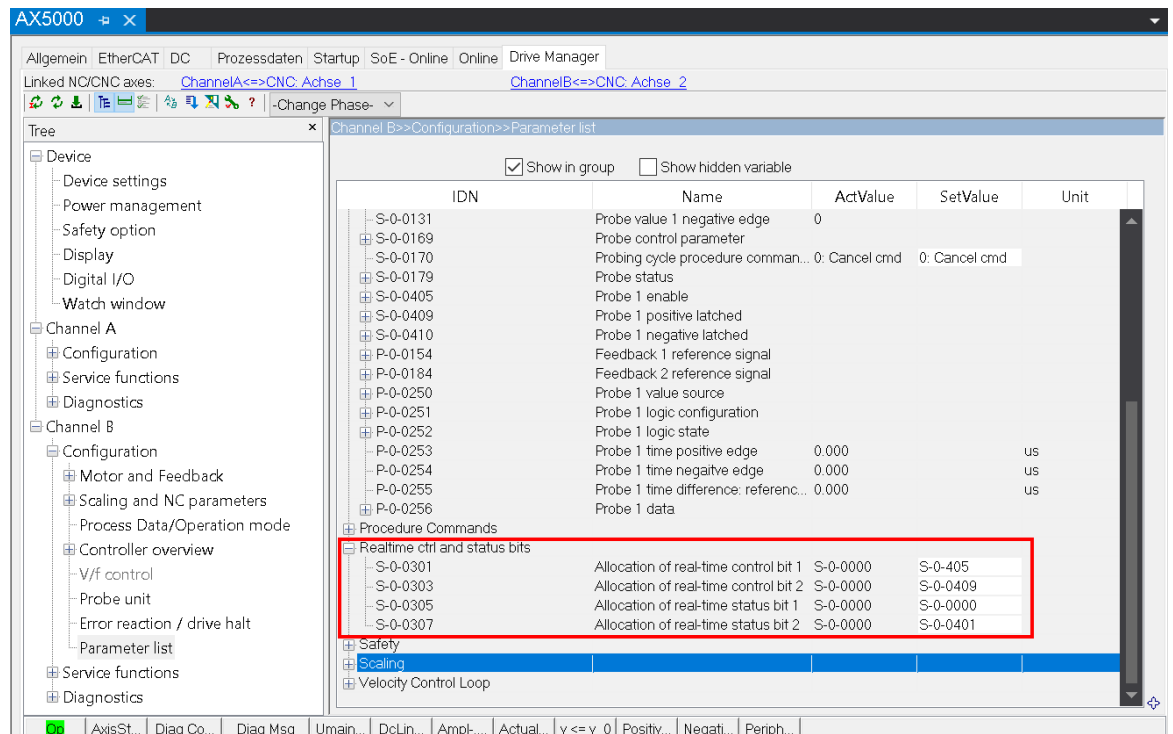 AX5000
Allgemein EtherCAT DC Prozessdaten Startup SoE - Online Online Drive Manager
Linked NC/CNC axes: ChannelA<=>CNC: Achse_1 ChannelB<=>CNC: Achse_2
-Change Phase-
Tree
Device
Device settings
Power management
Safety option
Display
Digital I/O
Watch window
Channel A
Configuration
Service functions
Diagnostics
Channel B
Configuration
Motor and Feedback
Scaling and NC parameters
Process Data/Operation mode
Controller overview
V/f control
Probe unit
Error reaction / drive halt
Parameter list
Service functions
Diagnostics
Channel B>>Configuration>>Parameter list
Show in group Show hidden variable
IDN Name ActValue SetValue Unit
S-0-0131 Probe value 1 negative edge 0
S-0-0169 Probe control parameter
S-0-0170 Probing cycle procedure comman... 0: Cancel cmd 0: Cancel cmd
S-0-0179 Probe status
S-0-0405 Probe 1 enable
S-0-0409 Probe 1 positive latched
S-0-0410 Probe 1 negative latched
P-0-0154 Feedback 1 reference signal
P-0-0184 Feedback 2 reference signal
P-0-0250 Probe 1 value source
P-0-0251 Probe 1 logic configuration
P-0-0252 Probe 1 logic state
P-0-0253 Probe 1 time positive edge 0.000 us
P-0-0254 Probe 1 time negaitve edge 0.000 us
P-0-0255 Probe 1 time difference: referenc... 0.000 us
P-0-0256 Probe 1 data
Procedure Commands
Realtime ctrl and status bits
S-0-0301 Allocation of real-time control bit 1 S-0-0000 S-0-405
S-0-0303 Allocation of real-time control bit 2 S-0-0000 S-0-0409
S-0-0305 Allocation of real-time status bit 1 S-0-0000 S-0-0000
S-0-0307 Allocation of real-time status bit 2 S-0-0000 S-0-0401
Safety
Scaling
Velocity Control Loop
Op AxisSt... Diag Co... Diag Msg Umain... DcLin... Ampl-.... Actual... v <= v_0 Positiv... Negati... Periph...